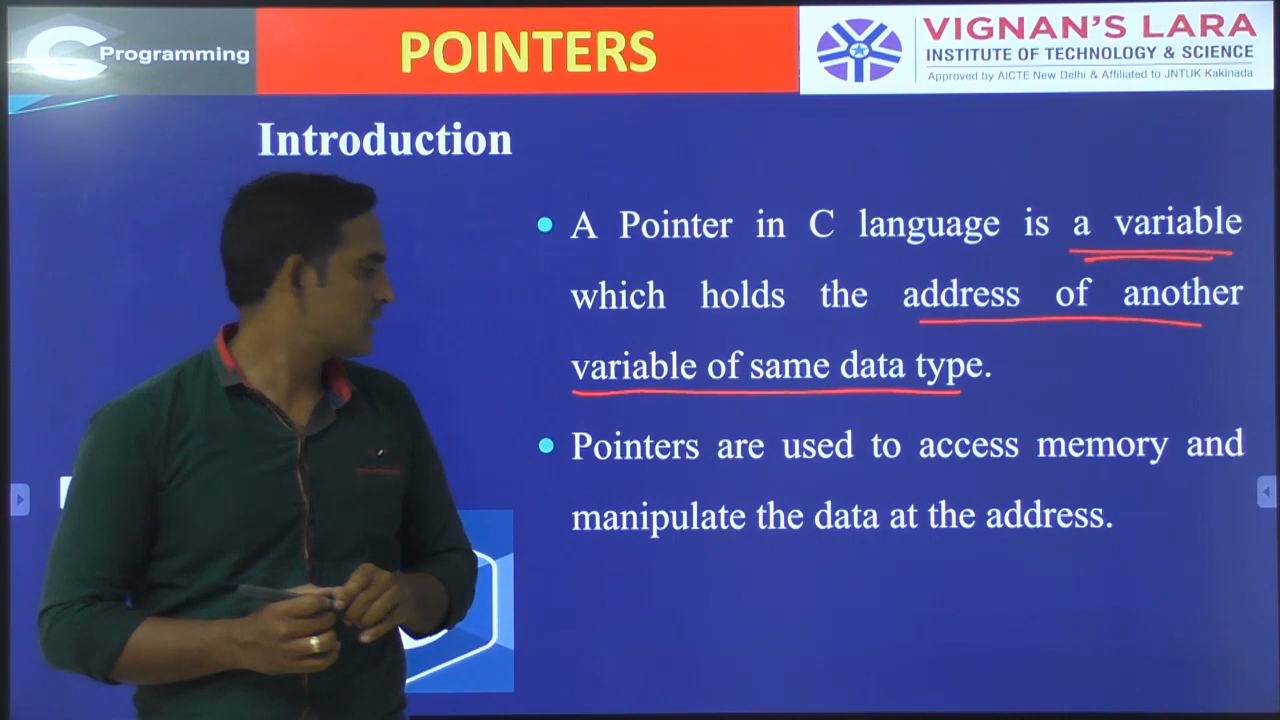 C Programming
POINTERS
VIGNAN'S LARA
INSTITUTE OF TECHNOLOGY & SCIENCE
Approved by AICTE New Delhi & Affiliated to JNTUK Kakinada
Introduction
• A Pointer in C language is a variable
which holds the address of another
variable of same data type.
• Pointers are used to access memory and
manipulate the data at the address.